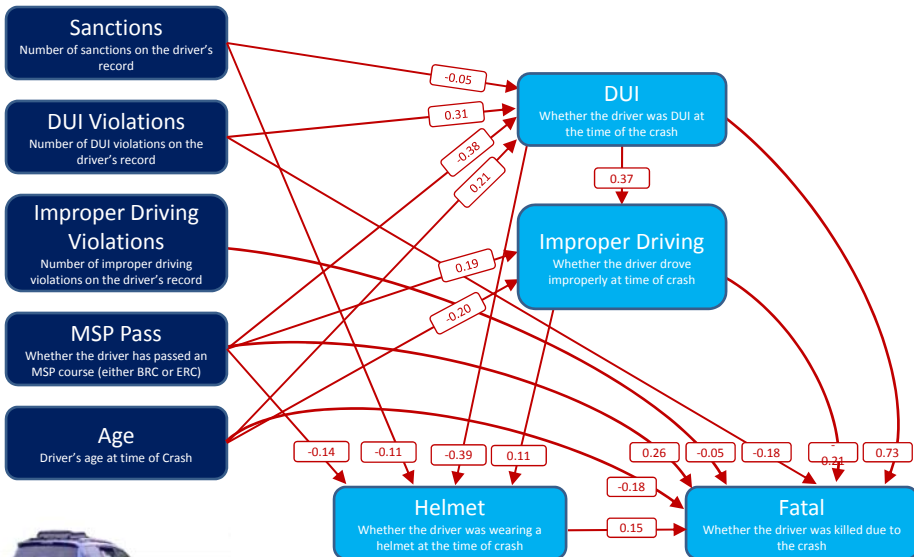 Sanctions
Number of sanctions on the driver's
record
DUI Violations
Number of DUI violations on the
driver's record
Improper Driving
Violations
Number of improper driving
violations on the driver's record
MSP Pass
Whether the driver has passed an
MSP course (either BRC or ERC)
Age
Driver's age at time of Crash
-0.05
0.31
-0.38
0.21
DUI
Whether the driver was DUI at
the time of the crash
0.37
Improper Driving
Whether the driver drove
improperly at time of crash
0.19
-0.20
-0.14
-0.11
-0.39
0.11
0.26
-0.05
-0.18
-0.21
0.73
-0.18
Helmet
Whether the driver was wearing a
helmet at the time of crash
0.15
Fatal
Whether the driver was killed due to
the crash